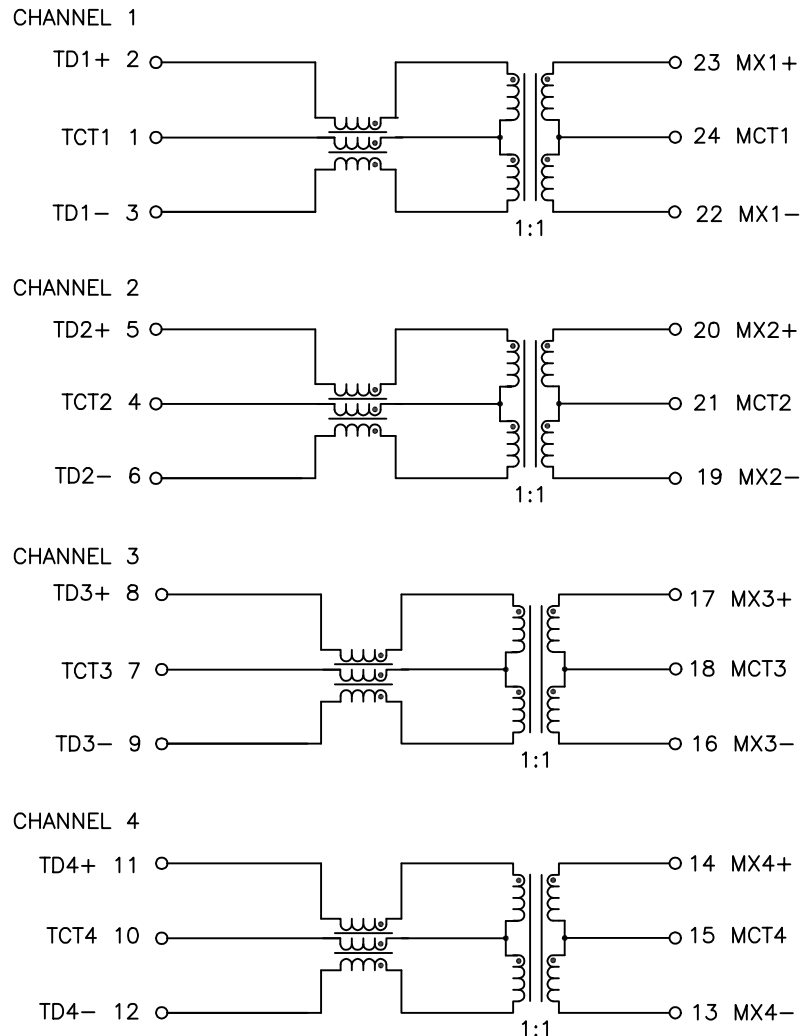 CHANNEL 1
TD1+ 2 23 MX1+
TCT1 1 24 MCT1
TD1− 3 22 MX1−
1:1
CHANNEL 2
TD2+ 5 20 MX2+
TCT2 4 21 MCT2
TD2− 6 19 MX2−
1:1
CHANNEL 3
TD3+ 8 17 MX3+
TCT3 7 18 MCT3
TD3− 9 16 MX3−
1:1
CHANNEL 4
TD4+ 11 14 MX4+
TCT4 10 15 MCT4
TD4− 12 13 MX4−
1:1